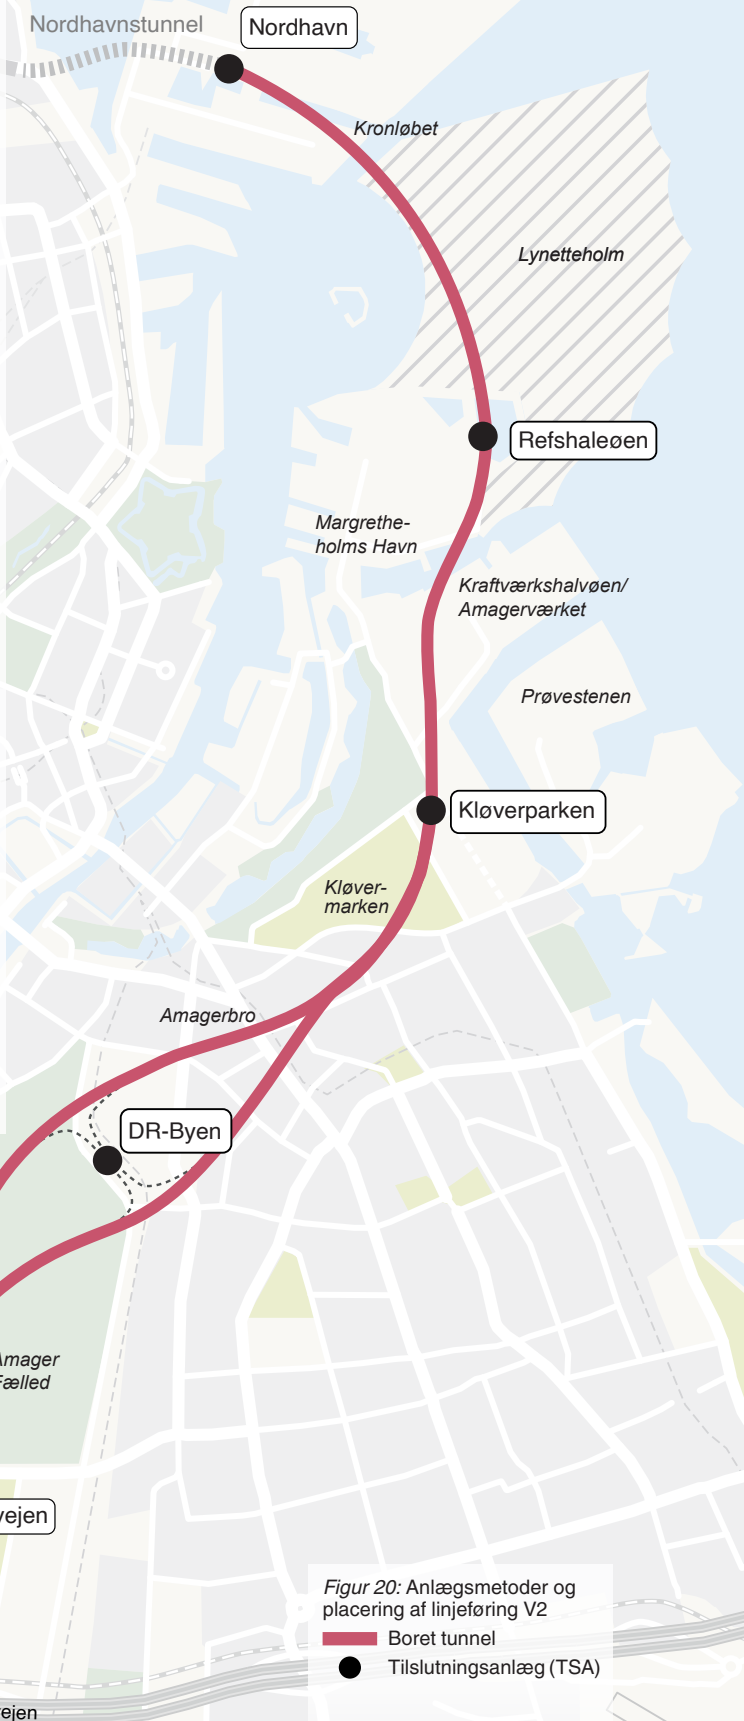 Nordhavnstunnel
Nordhavn
Kronløbet
Lynetteholm
Refshaleøen
Margrethe-
holms Havn
Kraftværkshalvøen/
Amagerværket
Prøvestenen
Kløverparken
Kløver-
marken
Amagerbro
DR-Byen
Amager
Fælled
vejen
Figur 20: Anlægsmetoder og
placering af linjeføring V2
Boret tunnel
Tilslutningsanlæg (TSA)
ejen